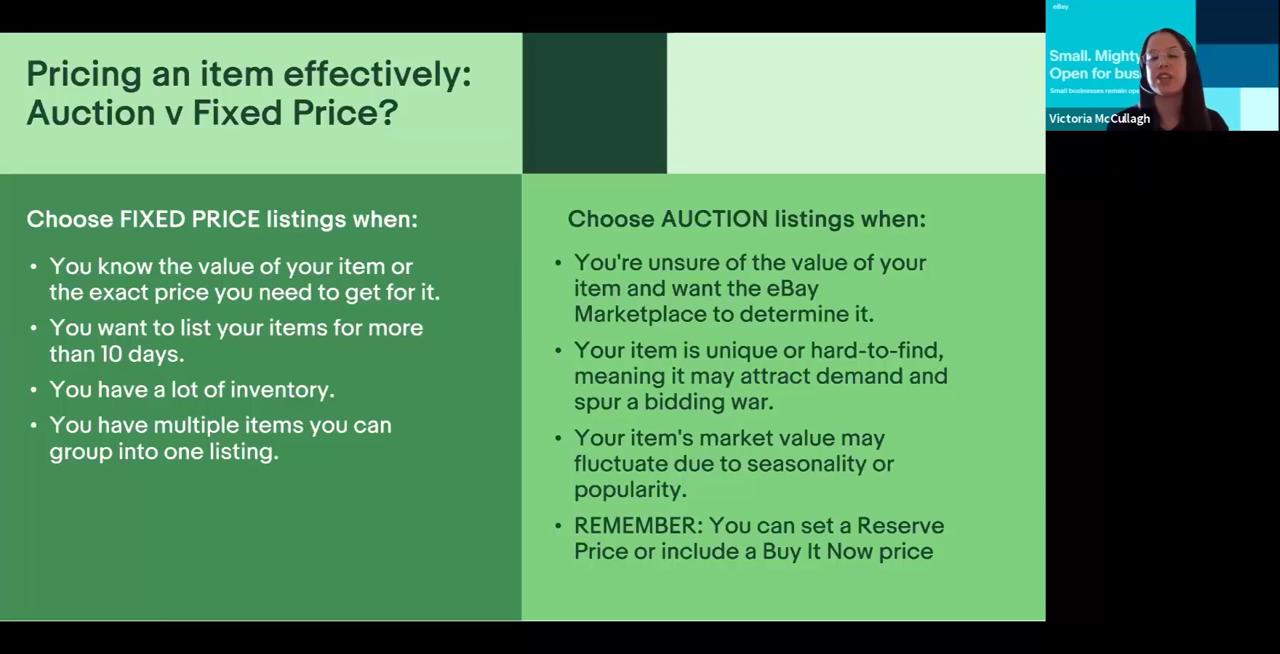 Pricing an item effectively:
Auction v Fixed Price?
Choose FIXED PRICE listings when:
• You know the value of your item or
the exact price you need to get for it.
• You want to list your items for more
than 10 days.
• You have a lot of inventory.
• You have multiple items you can
group into one listing.
Choose AUCTION listings when:
• You're unsure of the value of your
item and want the eBay
Marketplace to determine it.
• Your item is unique or hard-to-find,
meaning it may attract demand and
spur a bidding war.
• Your item's market value may
fluctuate due to seasonality or
popularity.
• REMEMBER: You can set a Reserve
Price or include a Buy It Now price
eBay
Small. Mighty
Open for bus
Small businesses remain ope
Victoria McCullagh